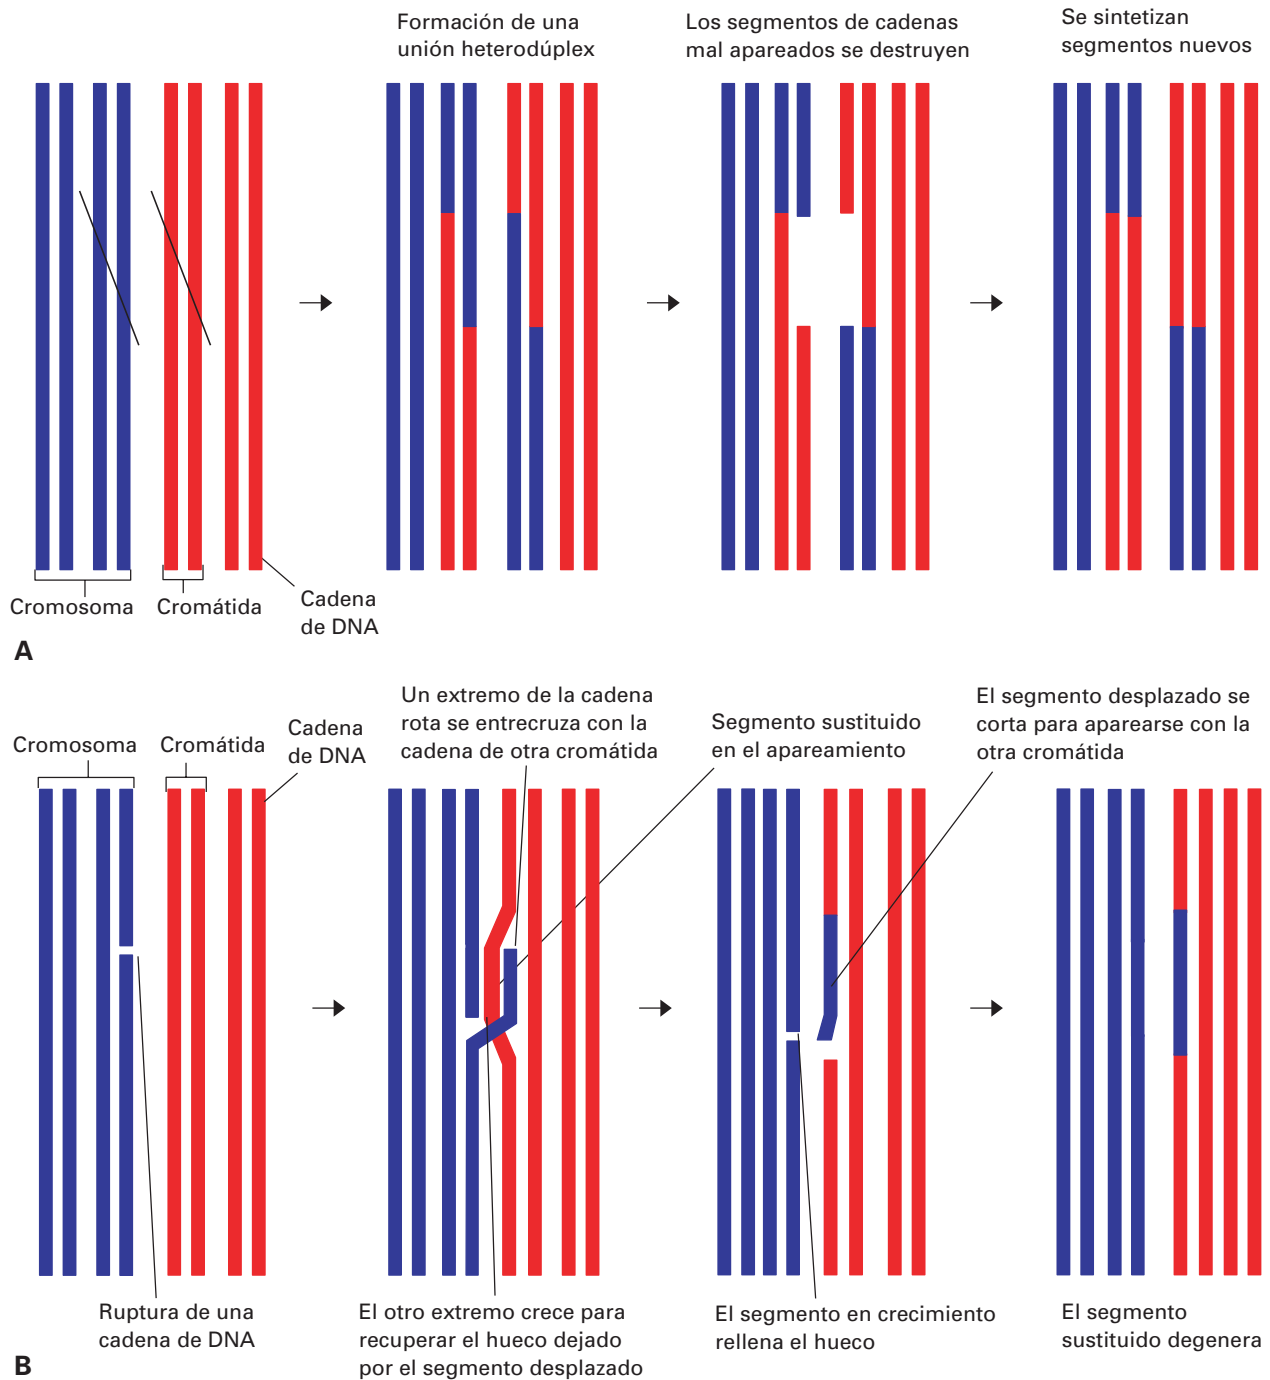 Formación de una
unión heterodúplex
Los segmentos de cadenas
mal apareados se destruyen
Se sintetizan
segmentos nuevos
Cromosoma
Cromátida
Cadena
de DNA
A
Cromosoma
Cromátida
Cadena
de DNA
Un extremo de la cadena
rota se entrecruza con la
cadena de otra cromátida
Segmento sustituido
en el apareamiento
El segmento desplazado se
corta para aparearse con la
otra cromátida
Ruptura de una
cadena de DNA
El otro extremo crece para
recuperar el hueco dejado
por el segmento desplazado
El segmento en crecimiento
rellena el hueco
El segmento
sustituido degenera
B